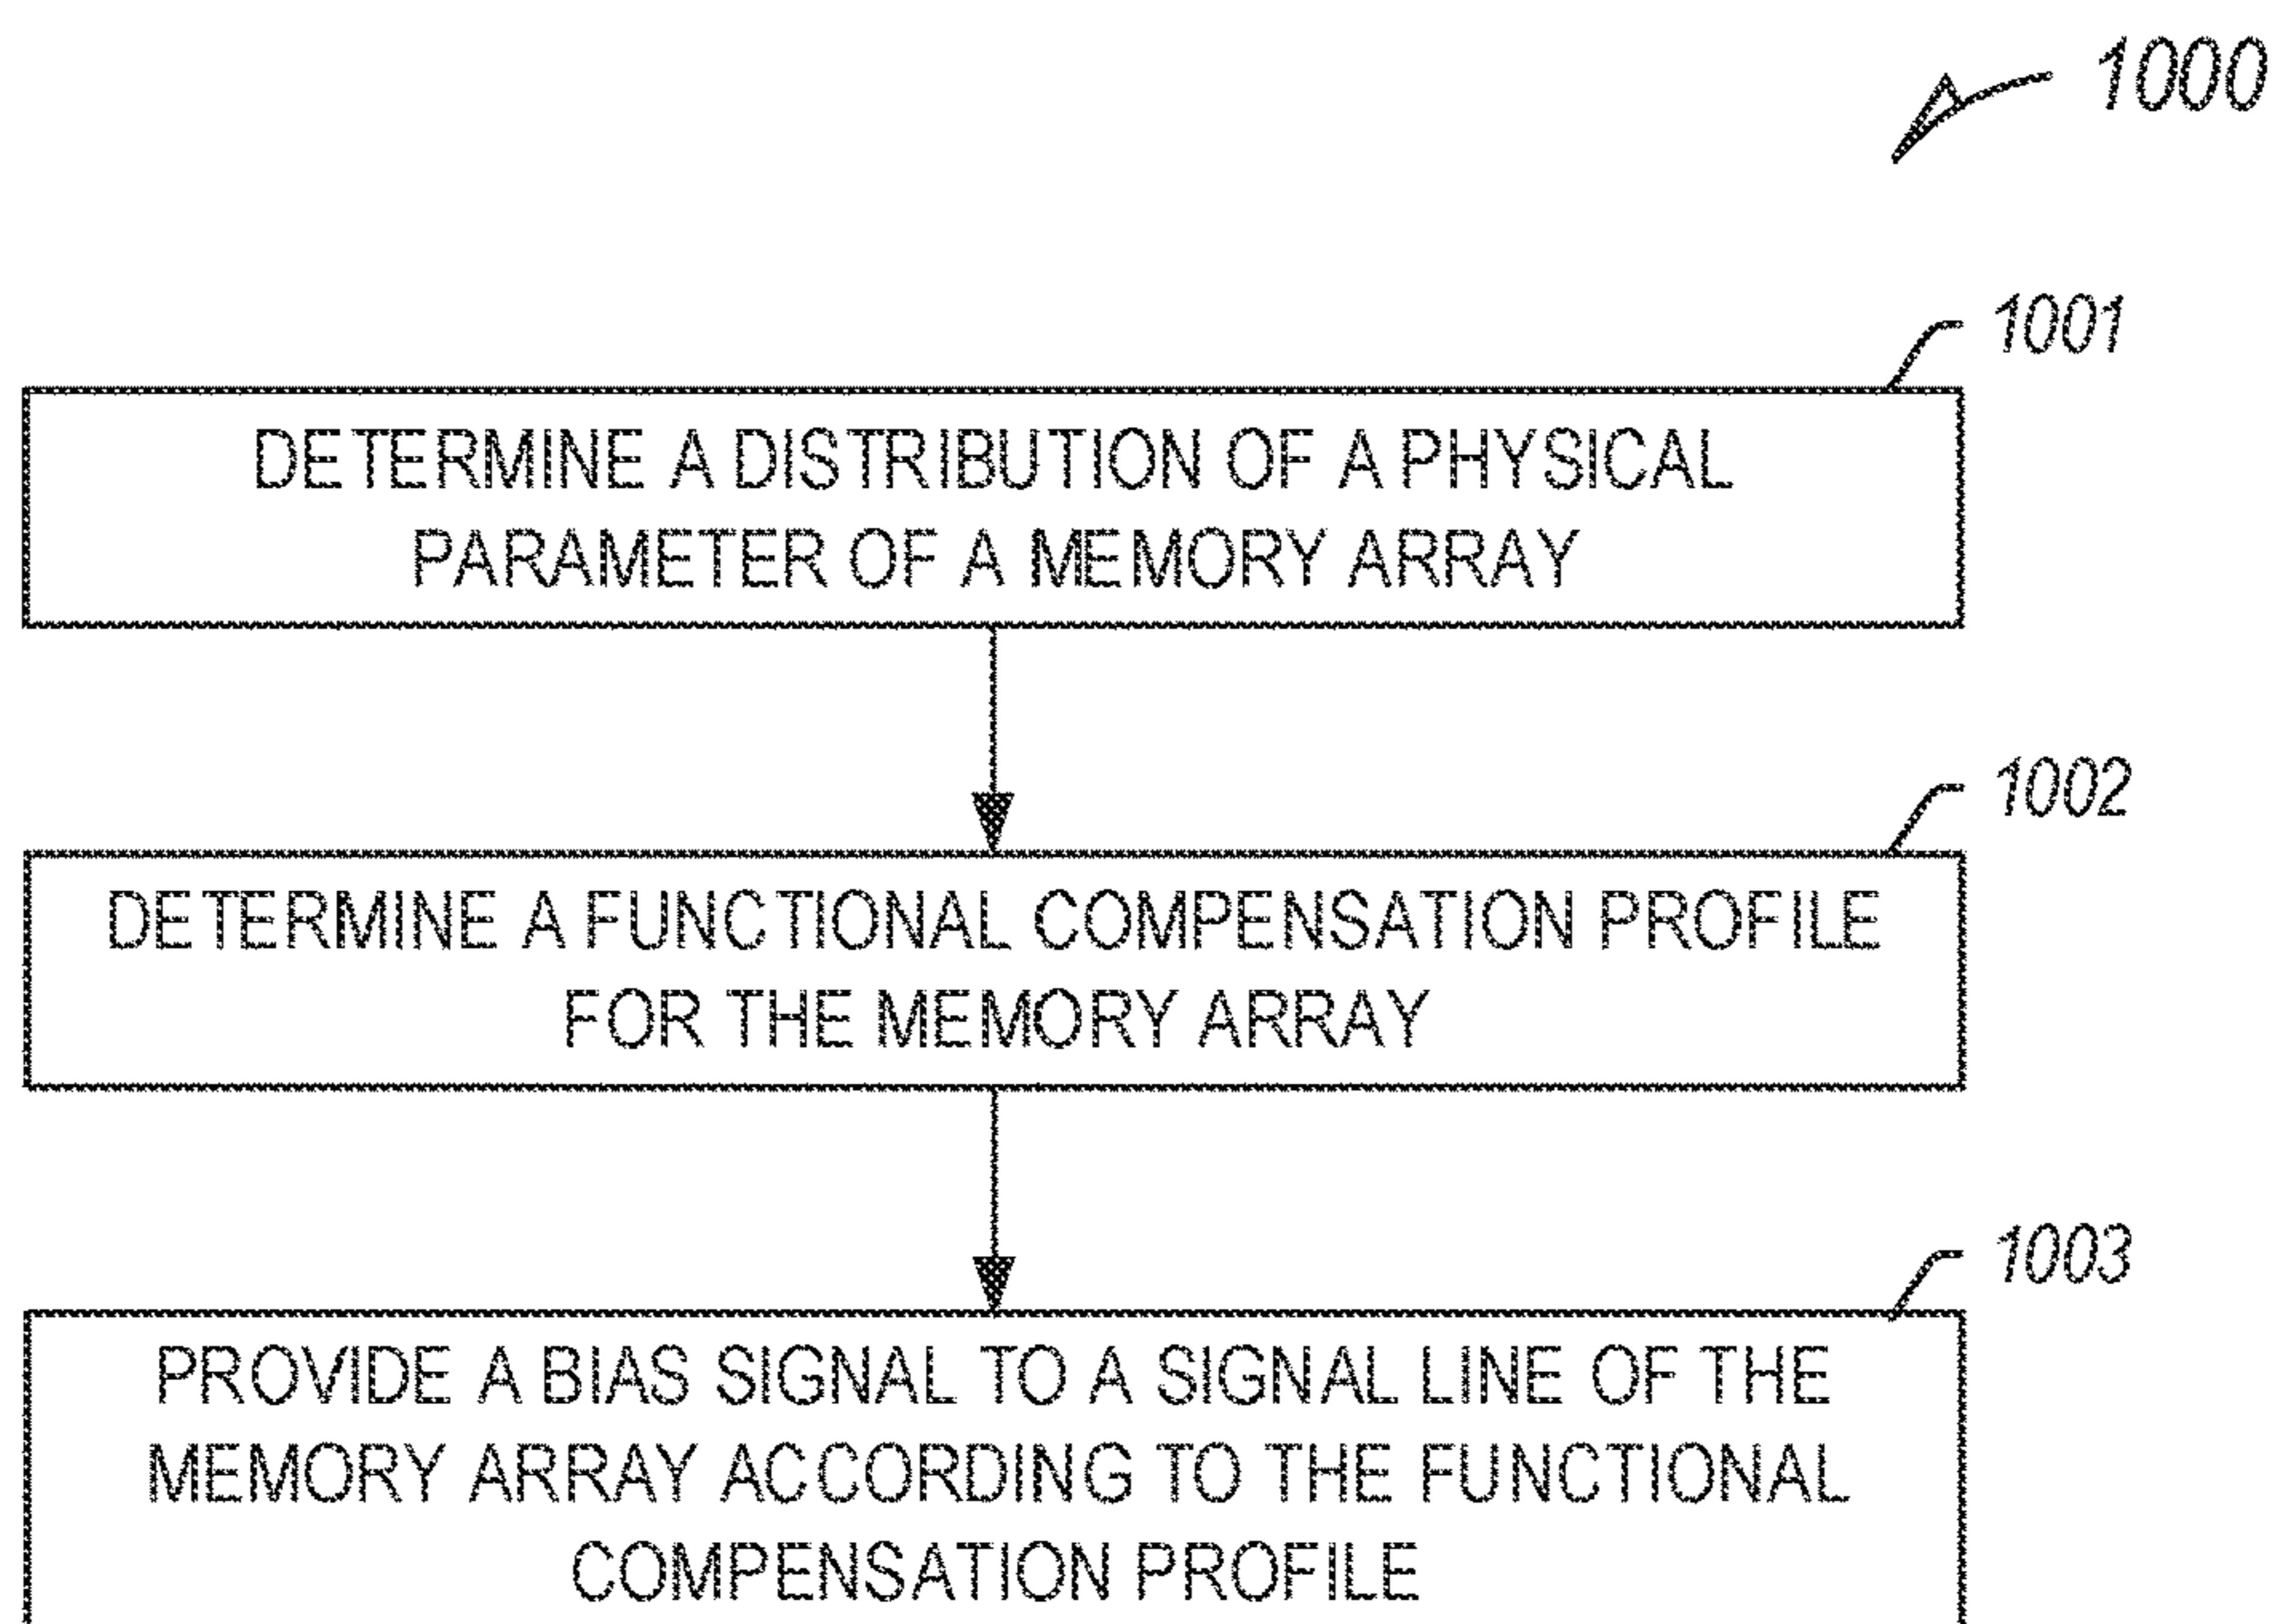 1000
1001
DETERMINE A DISTRIBUTION OF A PHYSICAL
PARAMETER OF A MEMORY ARRAY
1002
DETERMINE A FUNCTIONAL COMPENSATION PROFILE
FOR THE MEMORY ARRAY
1003
PROVIDE A BIAS SIGNAL TO A SIGNAL LINE OF THE
MEMORY ARRAY ACCORDING TO THE FUNCTIONAL
COMPENSATION PROFILE